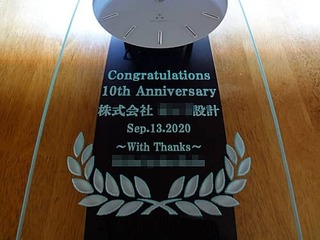 Congratulations
10th Anniversary
株式会社 設計
Sep.13.2020
～With Thanks～